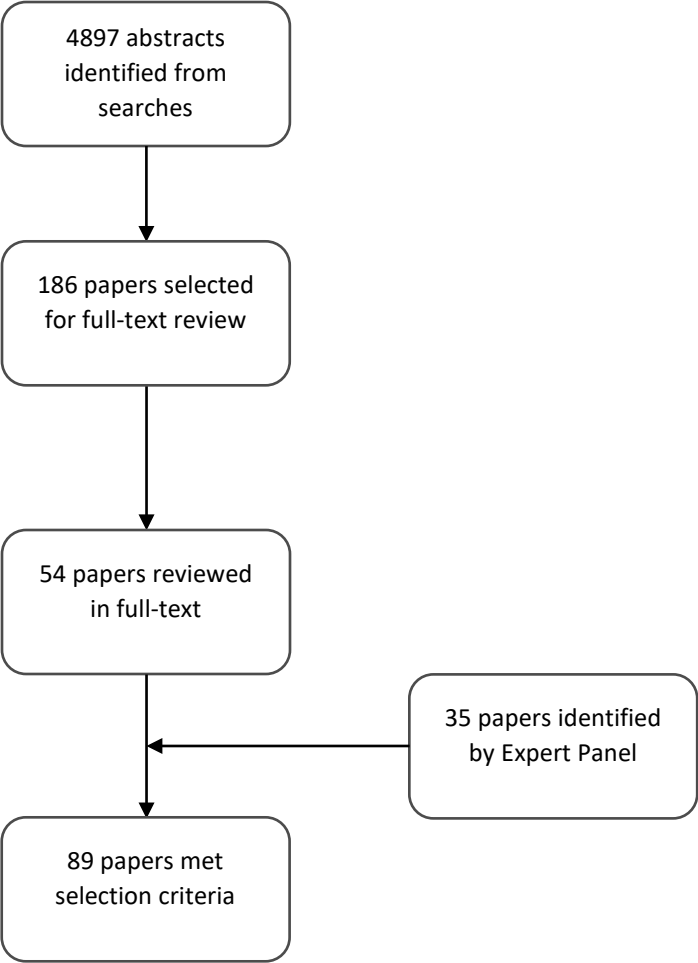 4897 abstracts
identified from
searches
186 papers selected
for full-text review
54 papers reviewed
in full-text
35 papers identified
by Expert Panel
89 papers met
selection criteria